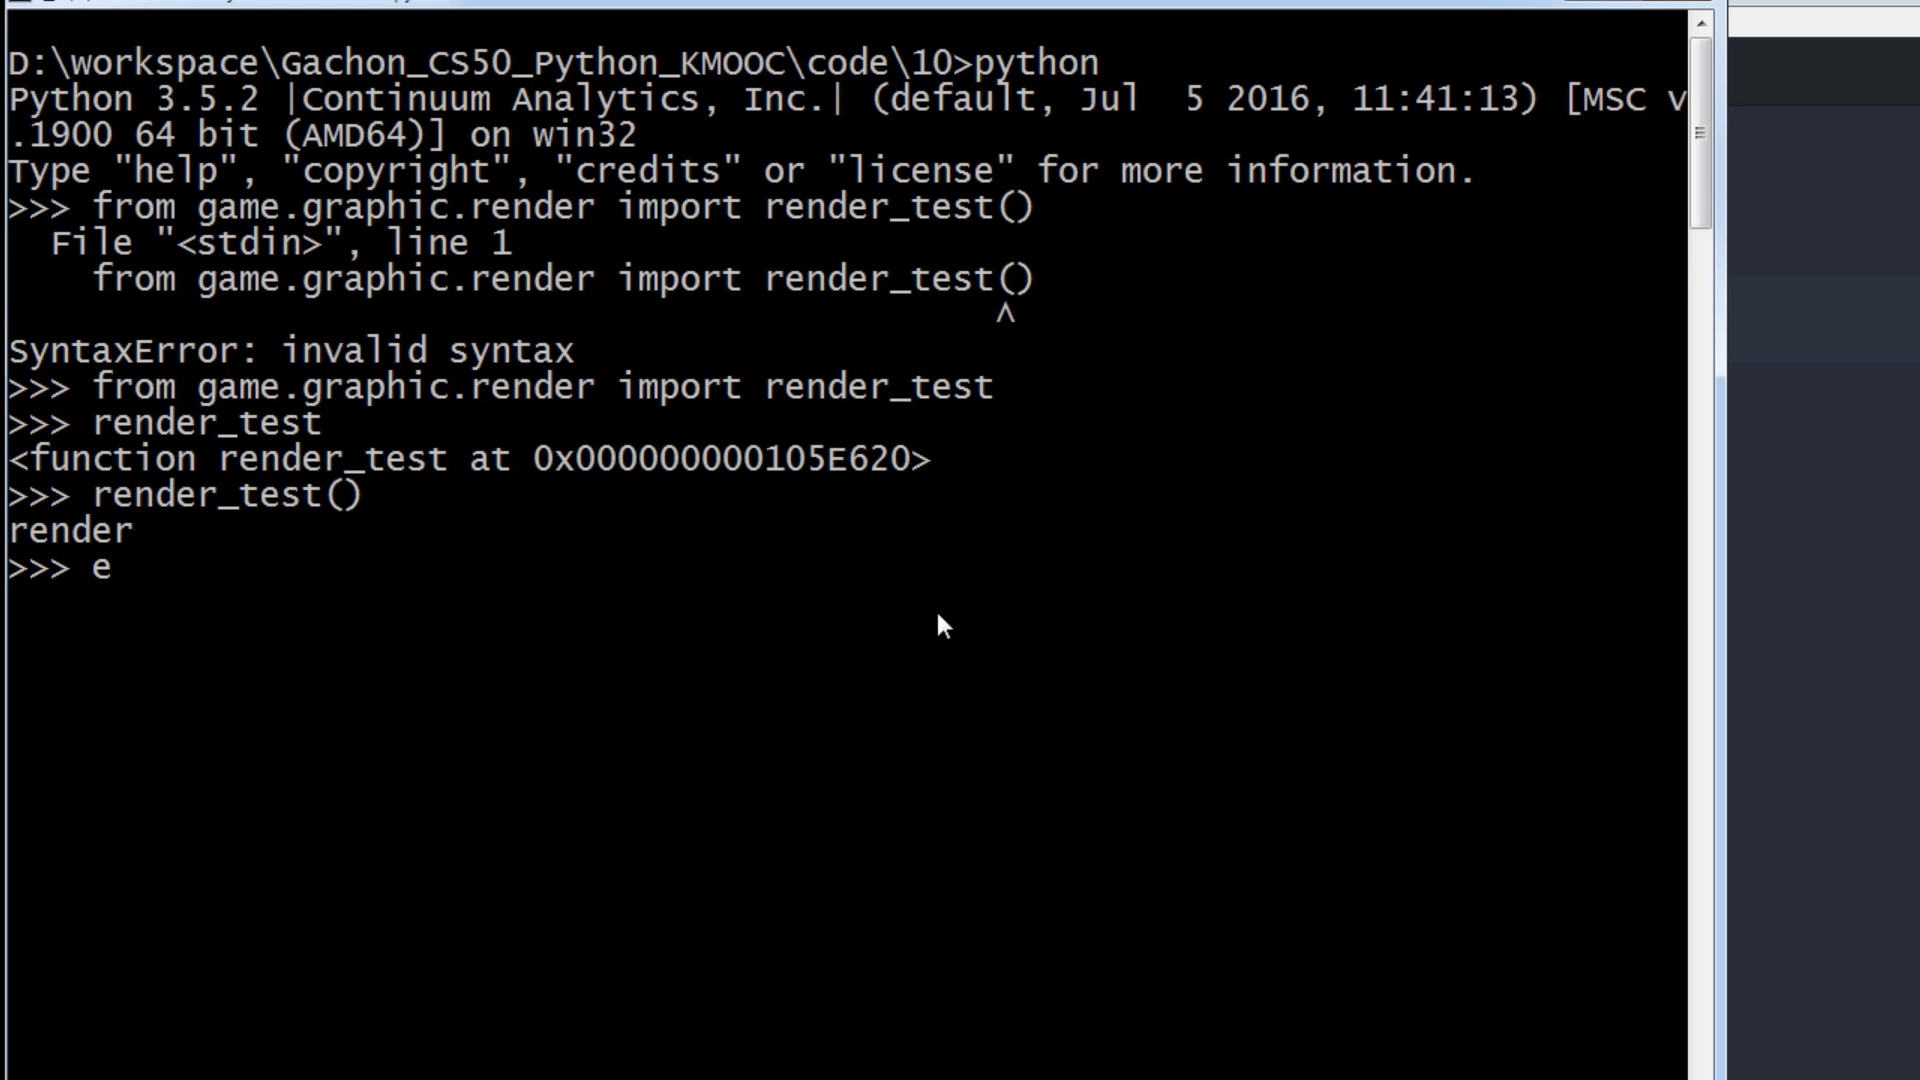 D:\workspace\Gachon_CS50_Python_KMOOC\code\10>python
Python 3.5.2 |Continuum Analytics, Inc.| (default, Jul  5 2016, 11:41:13) [MSC v
.1900 64 bit (AMD64)] on win32
Type "help", "copyright", "credits" or "license" for more information.
>>> from game.graphic.render import render_test()
  File "<stdin>", line 1
    from game.graphic.render import render_test()
                                               ^
SyntaxError: invalid syntax
>>> from game.graphic.render import render_test
>>> render_test
<function render_test at 0x000000000105E620>
>>> render_test()
render
>>> e